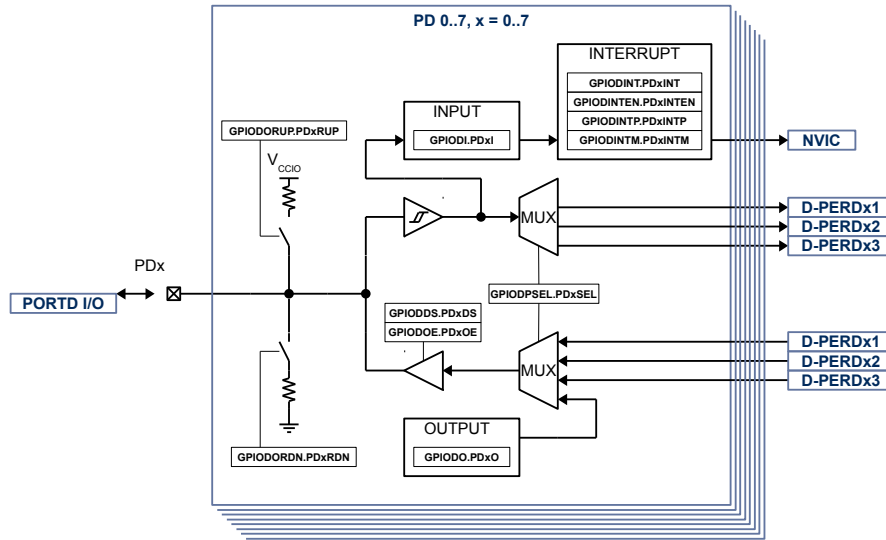 PD 0..7, x = 0..7
INTERRUPT
GPIODINT.PDxINT
GPIODINTEN.PDxINTEN
GPIODINTP.PDxINTP
GPIODINTM.PDxINTM
INPUT
GPIODI.PDxI
NVIC
GPIODORUP.PDxRUP
VCCIO
MUX
D-PERDx1
D-PERDx2
D-PERDx3
PDx
PORTD I/O
GPIODPSEL.PDxSEL
GPIODDS.PDxDS
GPIODOE.PDxOE
MUX
D-PERDx1
D-PERDx2
D-PERDx3
OUTPUT
GPIODO.PDxO
GPIODORDN.PDxRDN